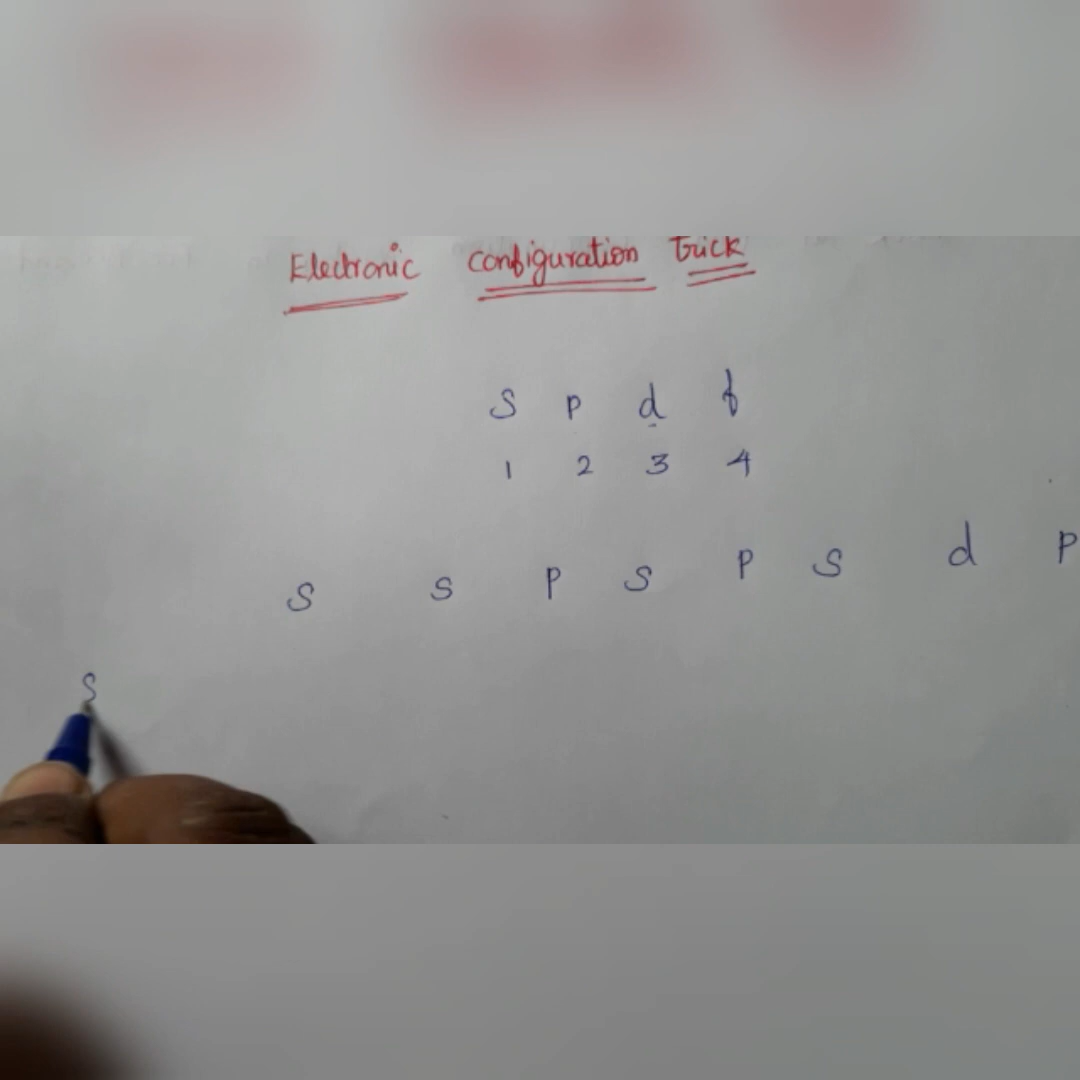 Electronic Configuration Trick
S P d f
1 2 3 4
S S P S P S d P
S